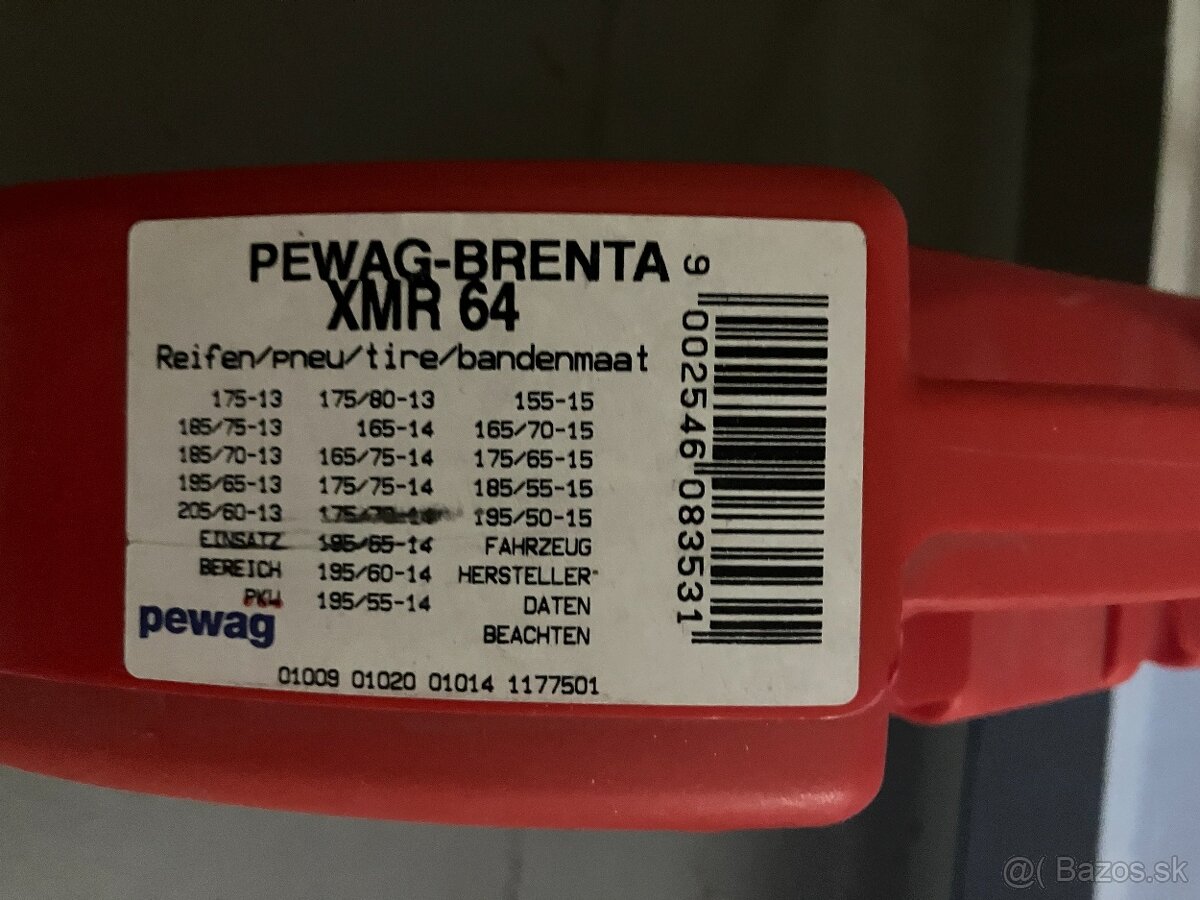 PEWAG-BRENTA
XMR 64
Reifen/pneu/tire/bandenmaat
175-13 175/80-13 155-15
185/75-13 165-14 165/70-15
185/70-13 165/75-14 175/65-15
195/65-13 175/75-14 185/55-15
205/60-13 195/50-15
EINSATZ FAHRZEUG
BEREICH 195/60-14 HERSTELLER-
PKW 195/55-14 DATEN
pewag BEACHTEN
01009 01020 01014 1177501
9 002546 083531
@( Bazos.sk